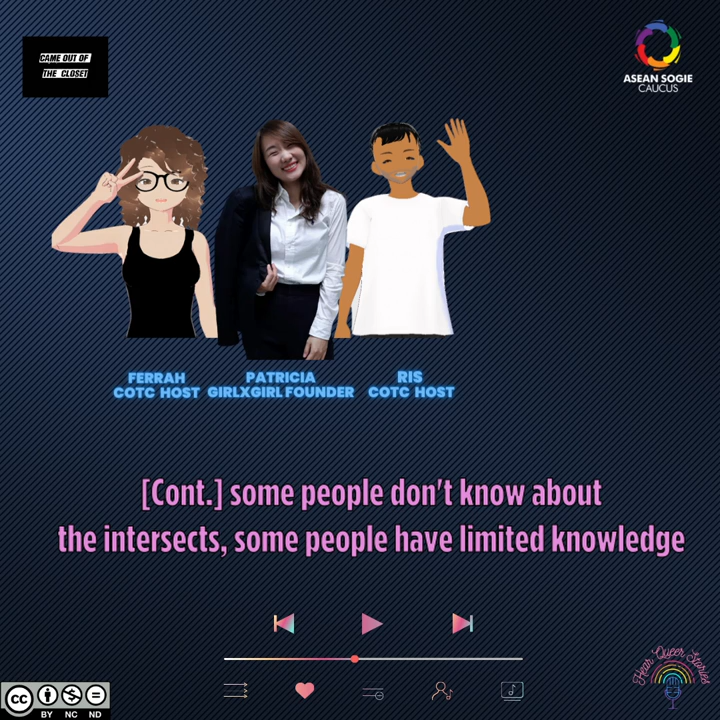 CAME OUT OF
THE CLOSET
ASEAN SOGIE
CAUCUS
FERRAH
COTC HOST
PATRICIA
GIRLXGIRL FOUNDER
RIS
COTC HOST
[Cont.] some people don't know about
the intersects, some people have limited knowledge
Hear Queer Stories
CC
BY NC ND